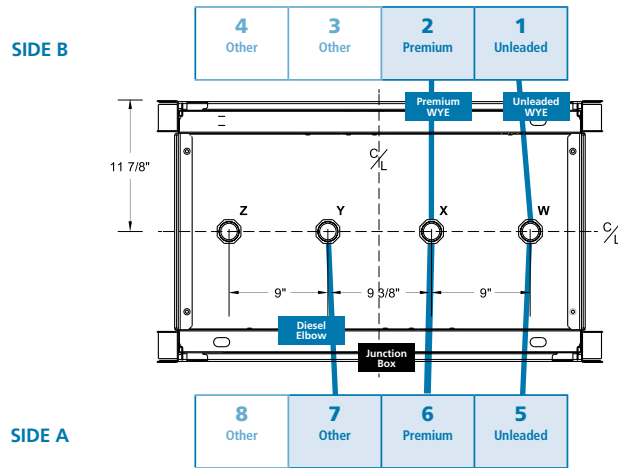 SIDE B
4 3 2 1
Other Other Premium Unleaded
Premium WYE
Unleaded WYE
11 7/8"
C/L
Z Y X W
C/L
9" 9 3/8" 9"
Diesel Elbow
Junction Box
SIDE A
8 7 6 5
Other Other Premium Unleaded